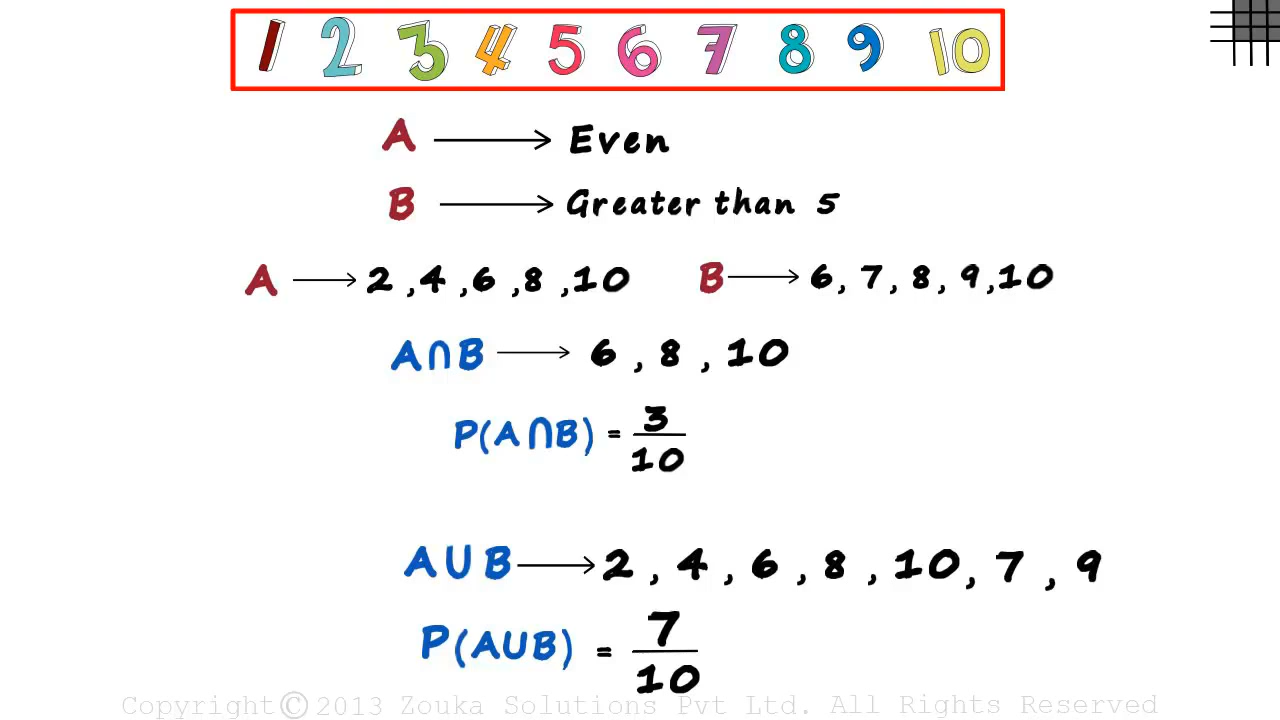 1 2 3 4 5 6 7 8 9 10
A → Even
B → Greater than 5
A → 2 , 4 , 6 , 8 , 10 B → 6, 7, 8, 9, 10
A∩B → 6 , 8 , 10
P(A∩B) = 3/10
A∪B → 2 , 4 , 6 , 8 , 10 , 7 , 9
P(A∪B) = 7/10
Copyright© 2013 Zouka Solutions Pvt Ltd. All Rights Reserved